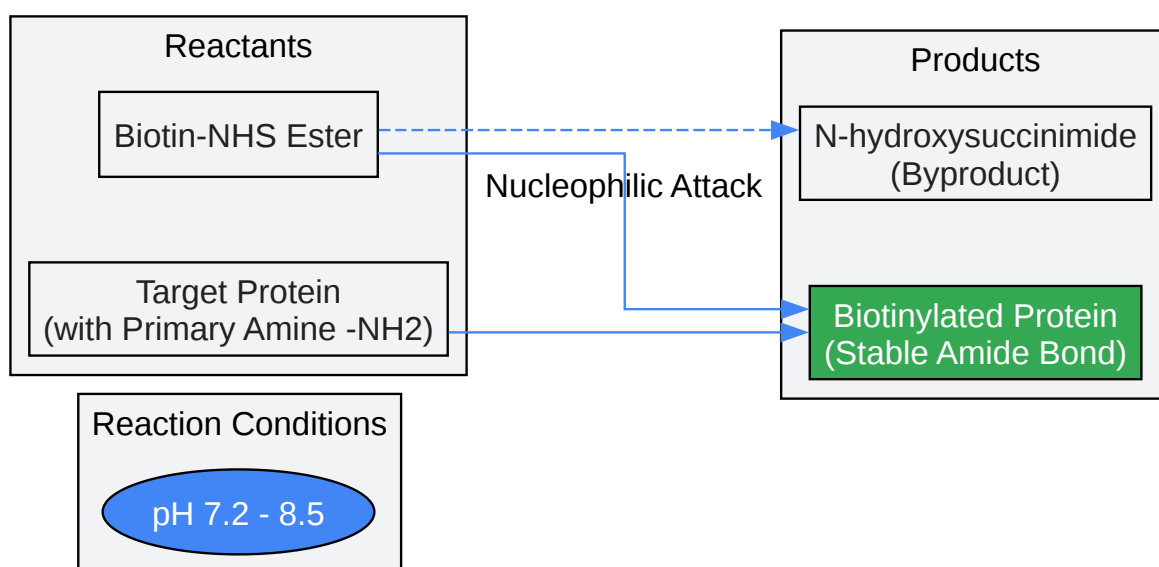 Reactants
Biotin-NHS Ester
Target Protein
(with Primary Amine -NH2)
Reaction Conditions
pH 7.2 - 8.5
Nucleophilic Attack
Products
N-hydroxysuccinimide
(Byproduct)
Biotinylated Protein
(Stable Amide Bond)